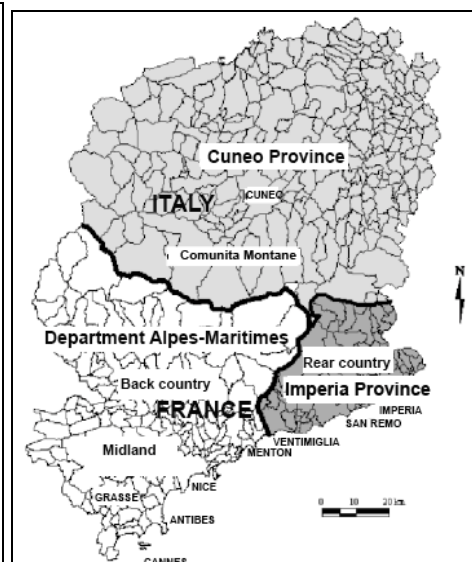 Cuneo Province
ITALY
CUNEO
Comunita Montane
N
Department Alpes-Maritimes
Rear country
Back country
Imperia Province
FRANCE
IMPERIA
SAN REMO
VENTIMIGLIA
Midland
MENTON
NICE
GRASSE
ANTIBES
CANNES
0 10 20 km